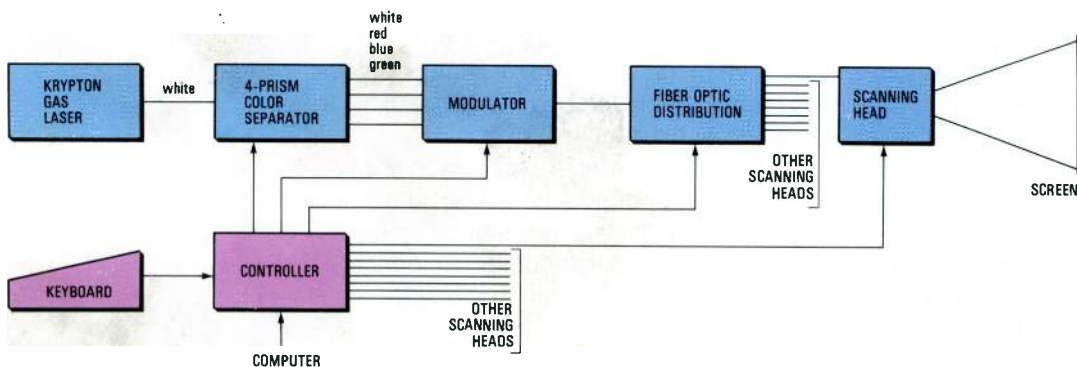 white
red
blue
green
KRYPTON
GAS
LASER
white
4-PRISM
COLOR
SEPARATOR
MODULATOR
FIBER OPTIC
DISTRIBUTION
SCANNING
HEAD
OTHER
SCANNING
HEADS
SCREEN
KEYBOARD
CONTROLLER
OTHER
SCANNING
HEADS
COMPUTER